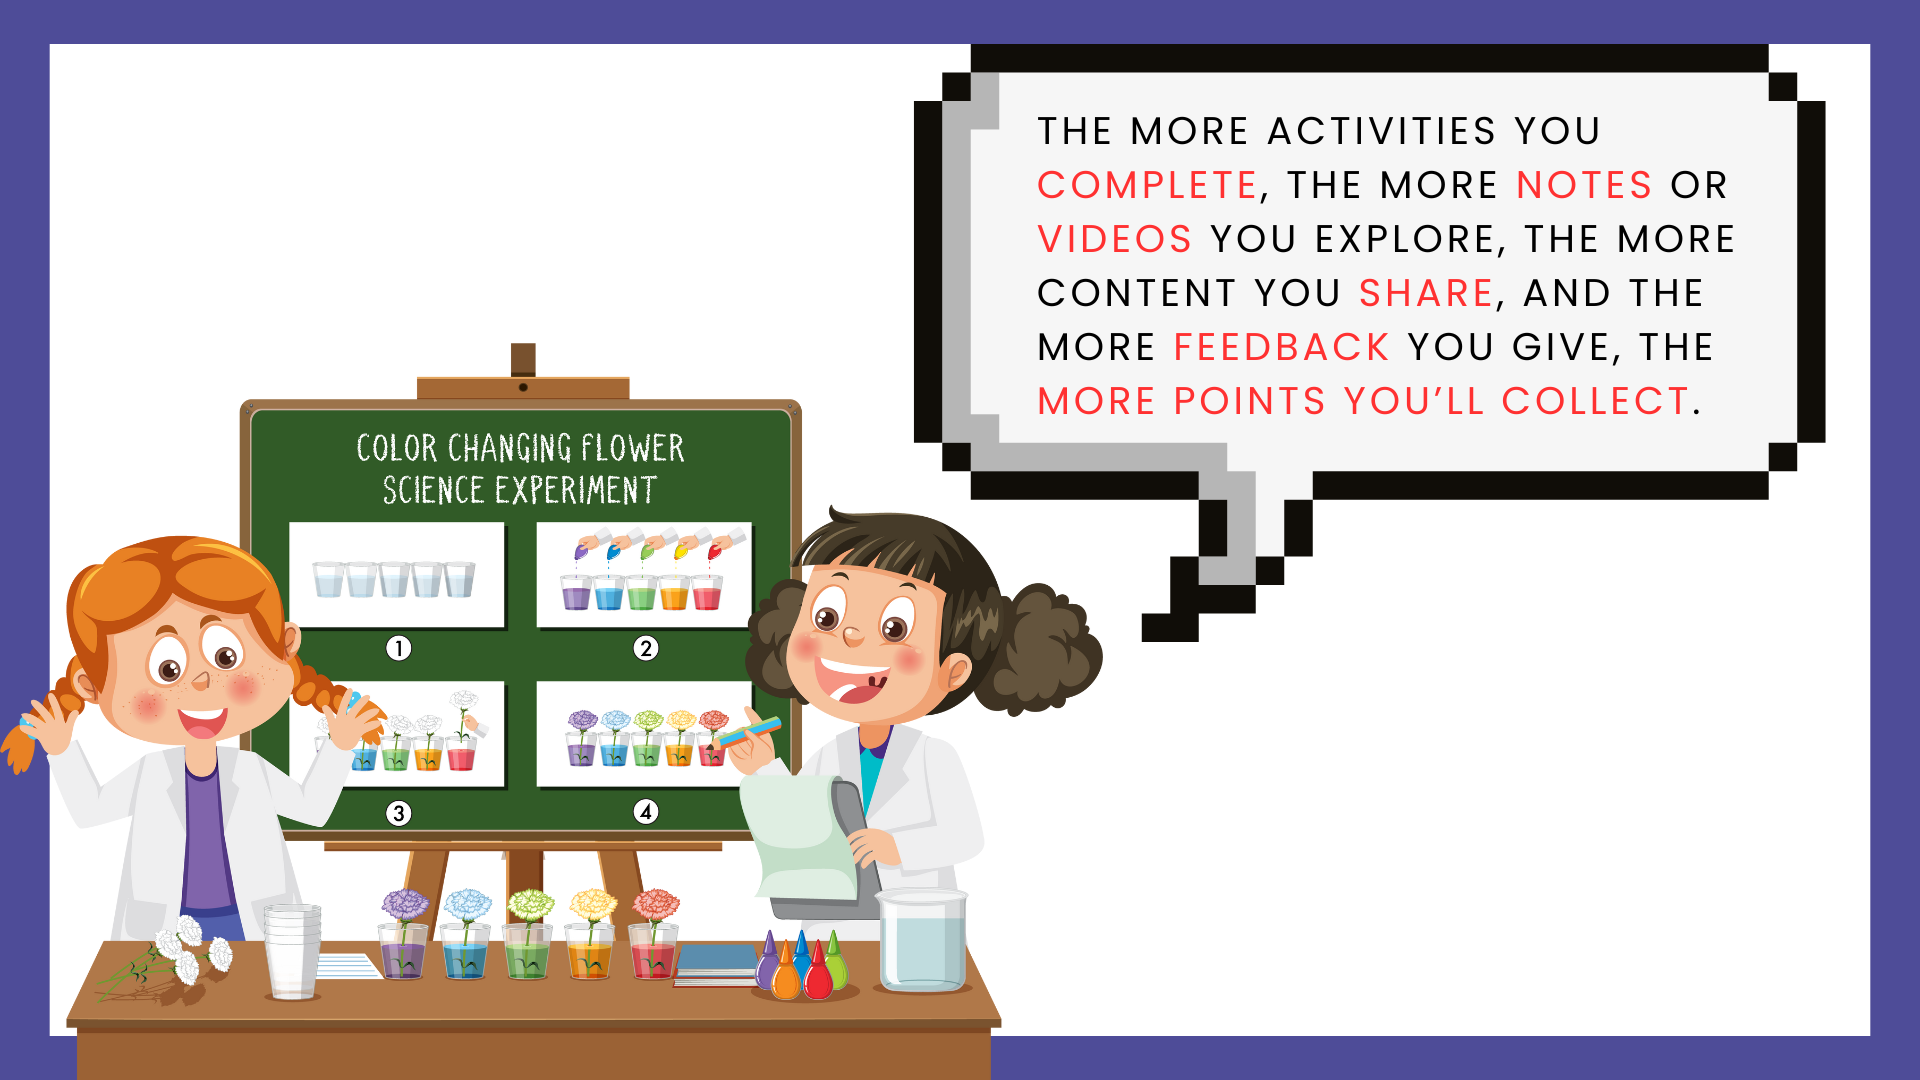 THE MORE ACTIVITIES YOU
COMPLETE, THE MORE NOTES OR
VIDEOS YOU EXPLORE, THE MORE
CONTENT YOU SHARE, AND THE
MORE FEEDBACK YOU GIVE, THE
MORE POINTS YOU’LL COLLECT.
COLOR CHANGING FLOWER
SCIENCE EXPERIMENT
1
2
3
4